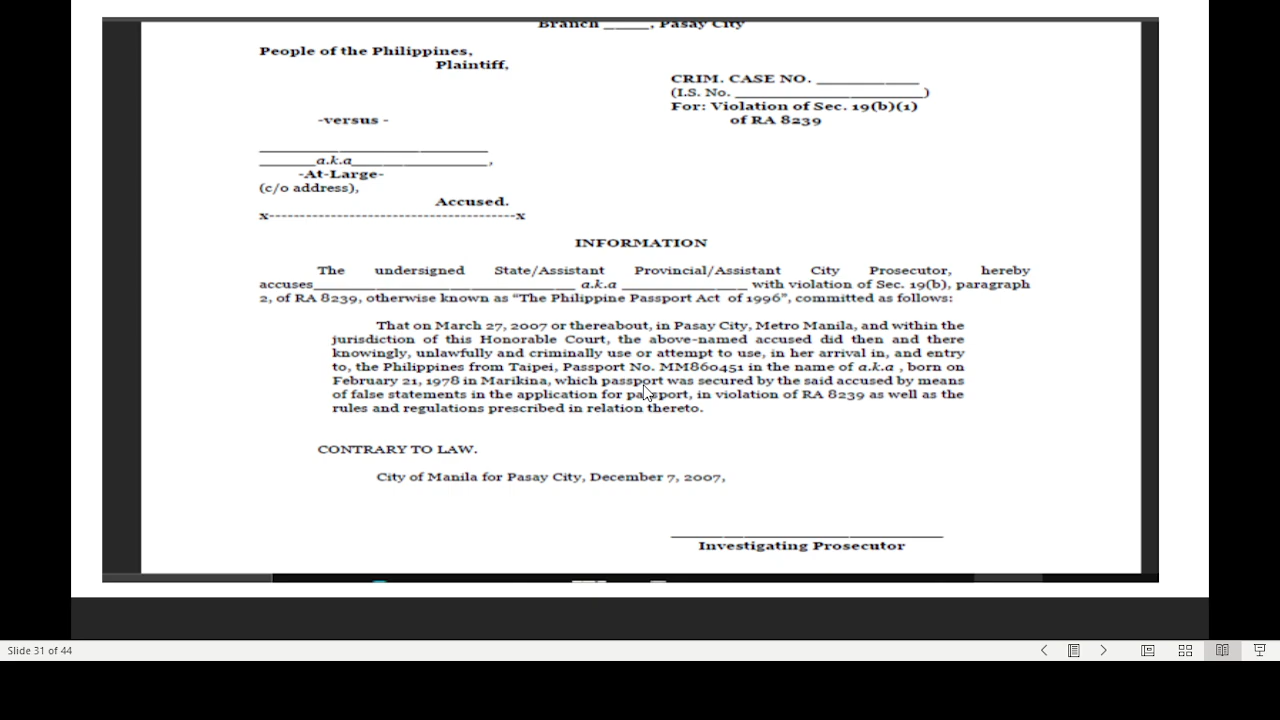 Branch _____, Pasay City
People of the Philippines,
Plaintiff,
CRIM. CASE NO. ___________
(I.S. No. ____________________)
For: Violation of Sec. 19(b)(1)
of RA 8239
-versus -
_________________________
______a.k.a_______________,
-At-Large-
(c/o address),
Accused.
x----------------------------------------x
INFORMATION
The undersigned State/Assistant Provincial/Assistant City Prosecutor, hereby
accuses____________________________ a.k.a _____________ with violation of Sec. 19(b), paragraph
2, of RA 8239, otherwise known as “The Philippine Passport Act of 1996”, committed as follows:
That on March 27, 2007 or thereabout, in Pasay City, Metro Manila, and within the
jurisdiction of this Honorable Court, the above-named accused did then and there
knowingly, unlawfully and criminally use or attempt to use, in her arrival in, and entry
to, the Philippines from Taipei, Passport No. MM860451 in the name of a.k.a , born on
February 21, 1978 in Marikina, which passport was secured by the said accused by means
of false statements in the application for passport, in violation of RA 8239 as well as the
rules and regulations prescribed in relation thereto.
CONTRARY TO LAW.
City of Manila for Pasay City, December 7, 2007,
_____________________________
Investigating Prosecutor
Slide 31 of 44